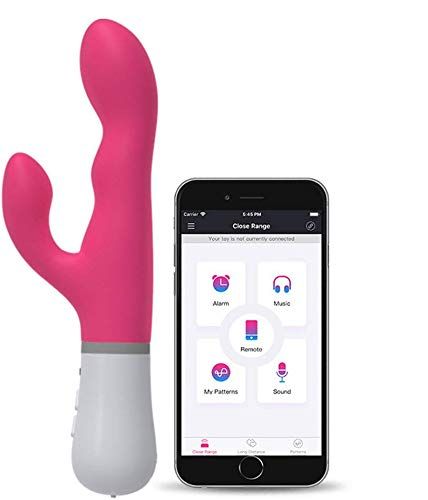 Carrier
5:45 PM
Close Range
Your toy is not currently connected
Alarm
Music
Remote
My Patterns
Sound
Close Range
Long Distance
Patterns